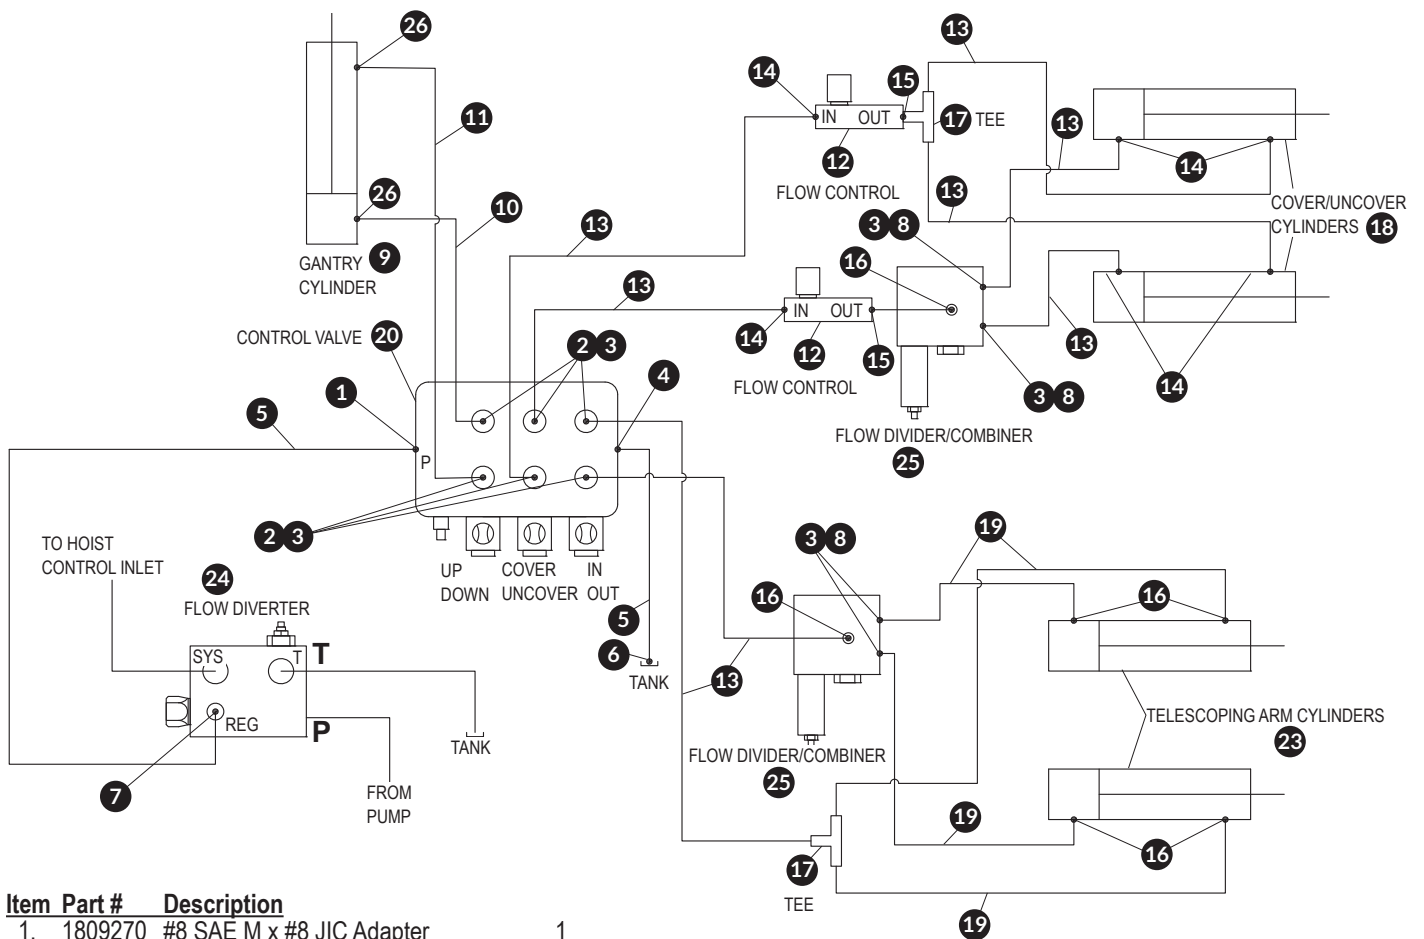 26
13
14
15
IN OUT
17 TEE
11
13
12
14
FLOW CONTROL
26
10
13
13
COVER/UNCOVER
CYLINDERS 18
3 8
GANTRY 9
CYLINDER
16
13
IN OUT
CONTROL VALVE 20
14
12
15
13
2 3
4
FLOW CONTROL
14
1
3 8
5
P
FLOW DIVIDER/COMBINER
25
2 3
TO HOIST
CONTROL INLET
UP
DOWN
COVER
UNCOVER
IN
OUT
3 8
19
24
FLOW DIVERTER
16
16
5
SYS
T
T
6
TANK
13
REG
P
TANK
TELESCOPING ARM CYLINDERS
23
FLOW DIVIDER/COMBINER
25
7
FROM
PUMP
19
17
TEE
16
19
Item Part # Description
1. 1809270 #8 SAE M x #8 JIC Adapter 1